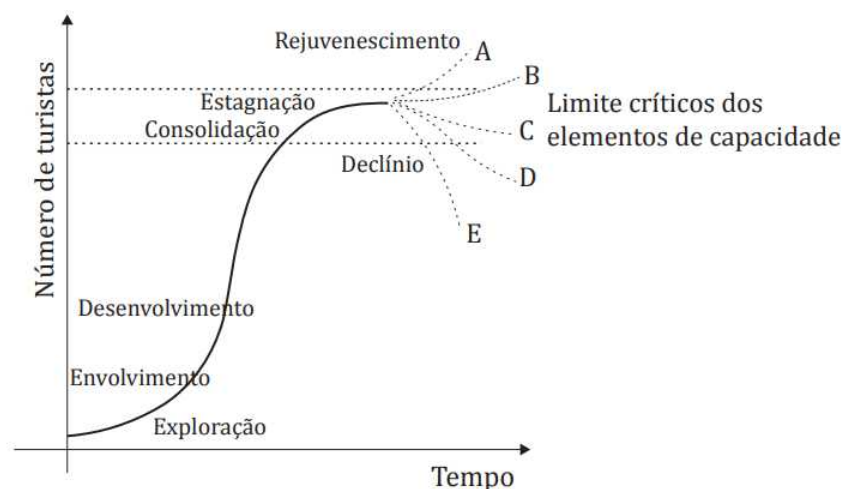 Número de turistas
Rejuvenescimento
A
B
Estagnação
Limite críticos dos
Consolidação
C
elementos de capacidade
Declínio
D
E
Desenvolvimento
Envolvimento
Exploração
Tempo